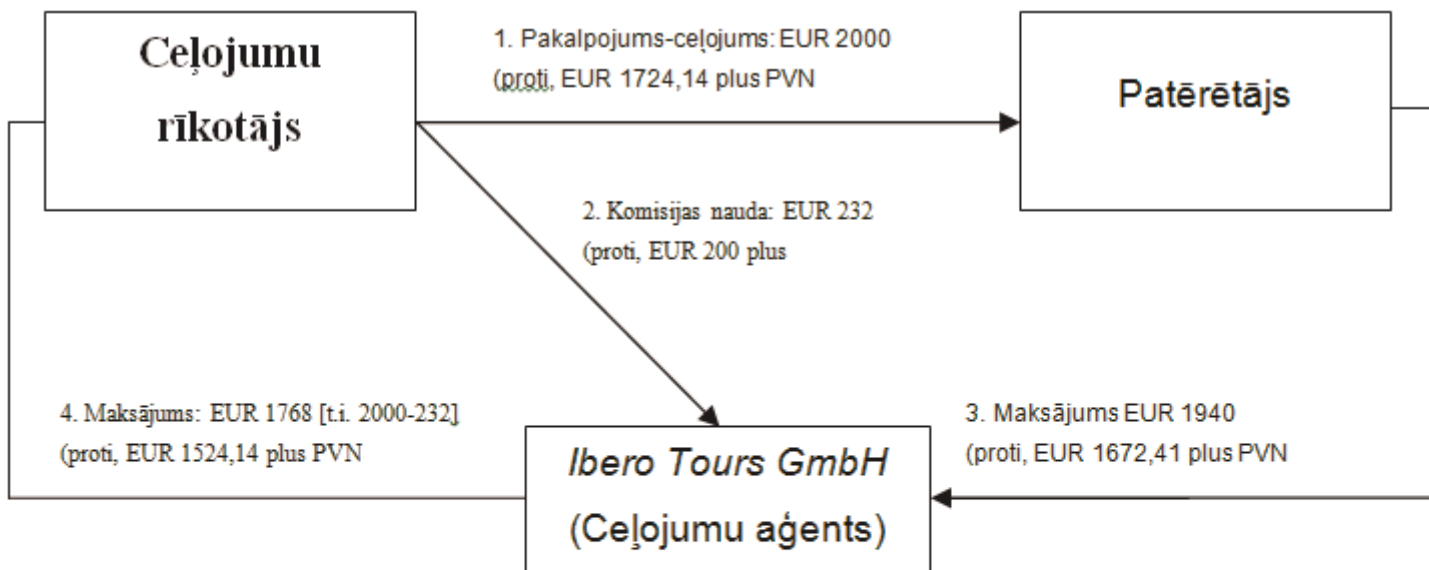 Ceļojumu
rīkotājs
1. Pakalpojums-ceļojums: EUR 2000
(proti, EUR 1724,14 plus PVN
Patērētājs
2. Komisijas nauda: EUR 232
(proti, EUR 200 plus
4. Maksājums: EUR 1768 [t.i. 2000-232]
(proti, EUR 1524,14 plus PVN
Ibero Tours GmbH
(Ceļojumu aģents)
3. Maksājums EUR 1940
(proti, EUR 1672,41 plus PVN